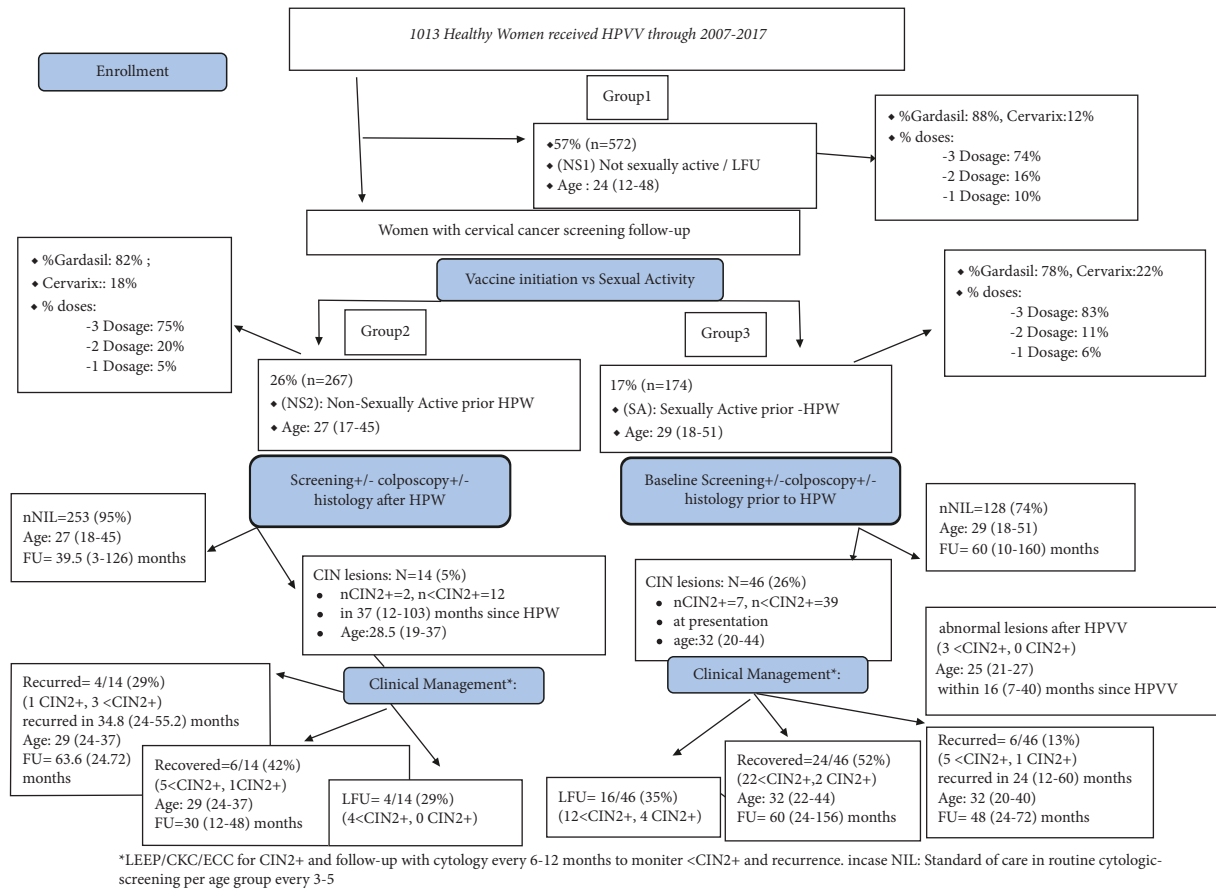 1013 Healthy Women received HPVV through 2007-2017
Enrollment
Group1
◆57% (n=572)
◆ (NS1) Not sexually active / LFU
◆ Age : 24 (12-48)
◆ %Gardasil: 88%, Cervarix:12%
◆ % doses:
-3 Dosage: 74%
-2 Dosage: 16%
-1 Dosage: 10%
Women with cervical cancer screening follow-up
Vaccine initiation vs Sexual Activity
◆ %Gardasil: 82% ;
◆ Cervarix:: 18%
◆ % doses:
-3 Dosage: 75%
-2 Dosage: 20%
-1 Dosage: 5%
Group2
Group3
◆ %Gardasil: 78%, Cervarix:22%
◆ % doses:
-3 Dosage: 83%
-2 Dosage: 11%
-1 Dosage: 6%
26% (n=267)
◆ (NS2): Non-Sexually Active prior HPW
◆ Age: 27 (17-45)
17% (n=174)
◆ (SA): Sexually Active prior -HPW
◆ Age: 29 (18-51)
Screening+/- colposcopy+/-
histology after HPW
Baseline Screening+/-colposcopy+/-
histology prior to HPW
nNIL=253 (95%)
Age: 27 (18-45)
FU= 39.5 (3-126) months
CIN lesions: N=14 (5%)
● nCIN2+=2, n<CIN2+=12
● in 37 (12-103) months since HPW
● Age:28.5 (19-37)
CIN lesions: N=46 (26%)
● nCIN2+=7, n<CIN2+=39
● at presentation
● age:32 (20-44)
nNIL=128 (74%)
Age: 29 (18-51)
FU= 60 (10-160) months
abnormal lesions after HPVV
(3 <CIN2+, 0 CIN2+)
Age: 25 (21-27)
within 16 (7-40) months since HPVV
Clinical Management*:
Clinical Management*:
Recurred= 4/14 (29%)
(1 CIN2+, 3 <CIN2+)
recurred in 34.8 (24-55.2) months
Age: 29 (24-37)
FU= 63.6 (24.72)
months
Recovered=6/14 (42%)
(5<CIN2+, 1CIN2+)
Age: 29 (24-37)
FU=30 (12-48) months
LFU= 4/14 (29%)
(4<CIN2+, 0 CIN2+)
LFU= 16/46 (35%)
(12<CIN2+, 4 CIN2+)
Recovered=24/46 (52%)
(22<CIN2+,2 CIN2+)
Age: 32 (22-44)
FU= 60 (24-156) months
Recurred= 6/46 (13%)
(5 <CIN2+, 1 CIN2+)
recurred in 24 (12-60) months
Age: 32 (20-40)
FU= 48 (24-72) months
*LEEP/CKC/ECC for CIN2+ and follow-up with cytology every 6-12 months to moniter <CIN2+ and recurrence. incase NIL: Standard of care in routine cytologic-
screening per age group every 3-5